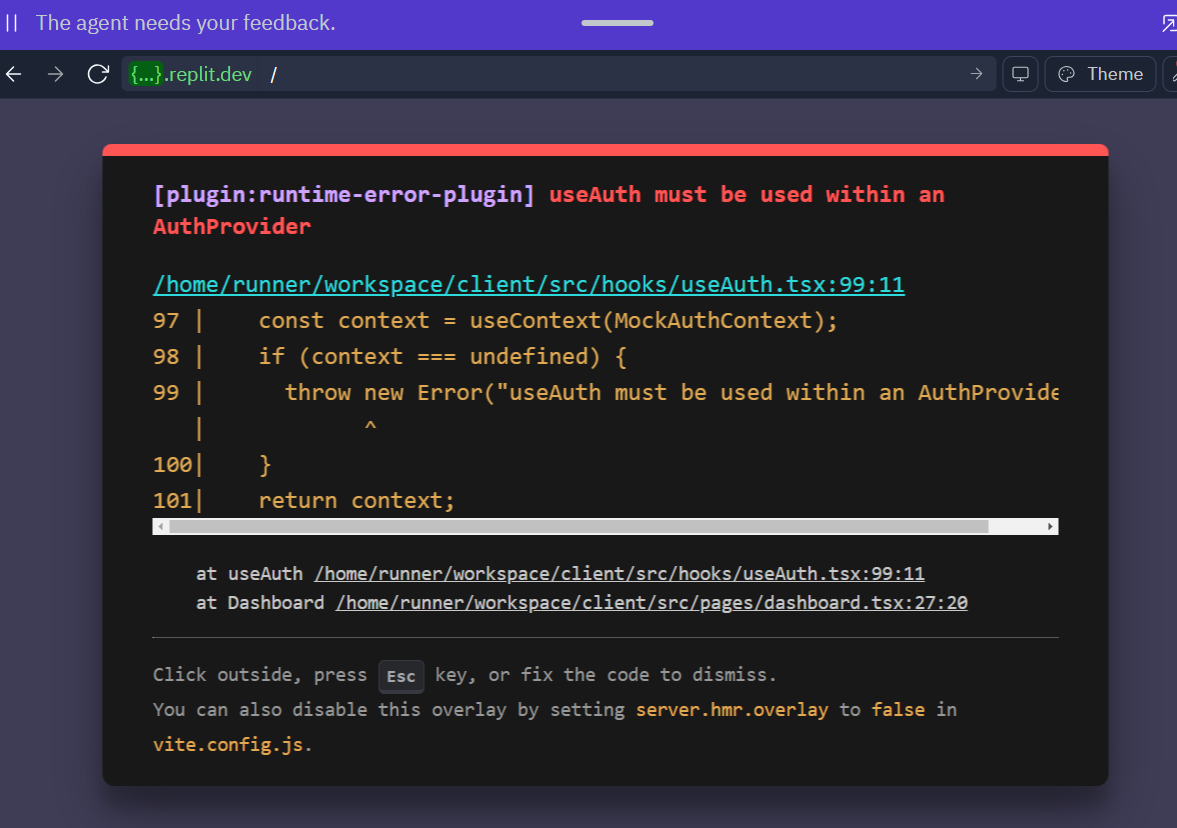 The agent needs your feedback.
{...}.replit.dev /
Theme
[plugin:runtime-error-plugin] useAuth must be used within an
AuthProvider
/home/runner/workspace/client/src/hooks/useAuth.tsx:99:11
97 |    const context = useContext(MockAuthContext);
98 |    if (context === undefined) {
99 |      throw new Error("useAuth must be used within an AuthProvide
   |            ^
100|    }
101|    return context;
at useAuth /home/runner/workspace/client/src/hooks/useAuth.tsx:99:11
at Dashboard /home/runner/workspace/client/src/pages/dashboard.tsx:27:20
Click outside, press Esc key, or fix the code to dismiss.
You can also disable this overlay by setting server.hmr.overlay to false in
vite.config.js.